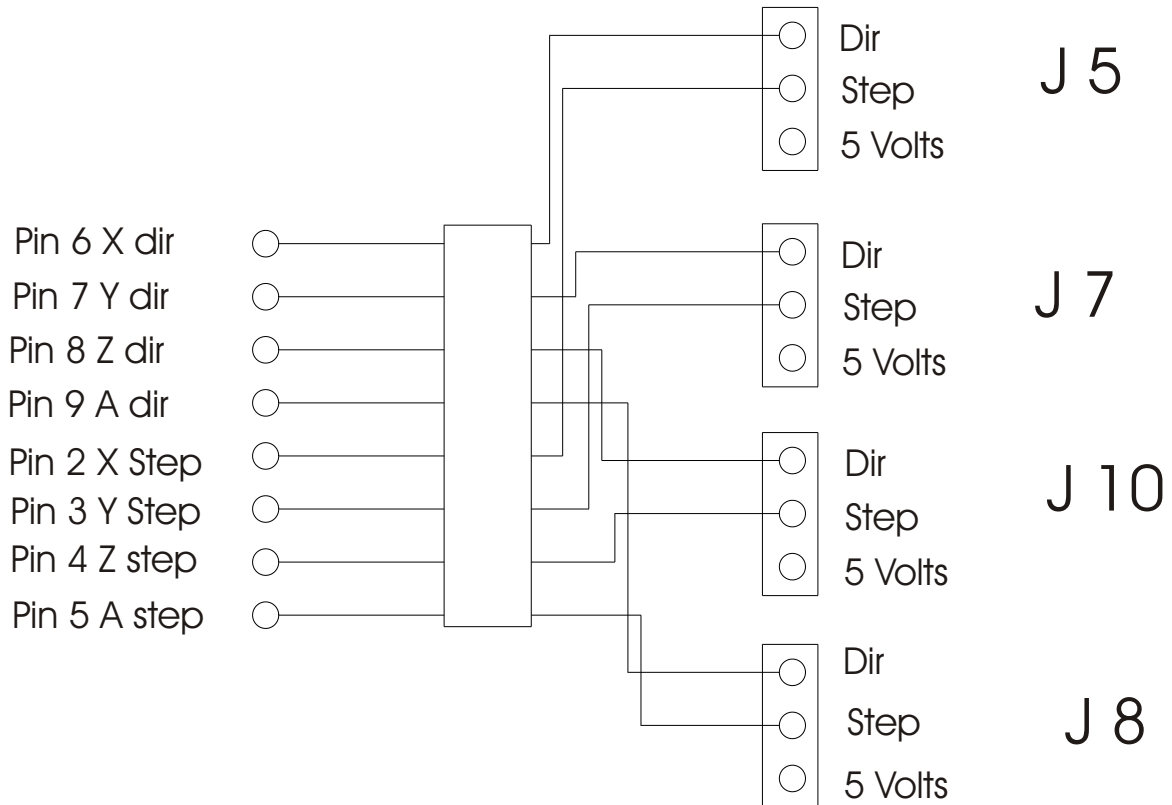 Pin 6 X dir
Pin 7 Y dir
Pin 8 Z dir
Pin 9 A dir
Pin 2 X Step
Pin 3 Y Step
Pin 4 Z step
Pin 5 A step
Dir
Step
5 Volts
J 5
Dir
Step
5 Volts
J 7
Dir
Step
5 Volts
J 10
Dir
Step
5 Volts
J 8